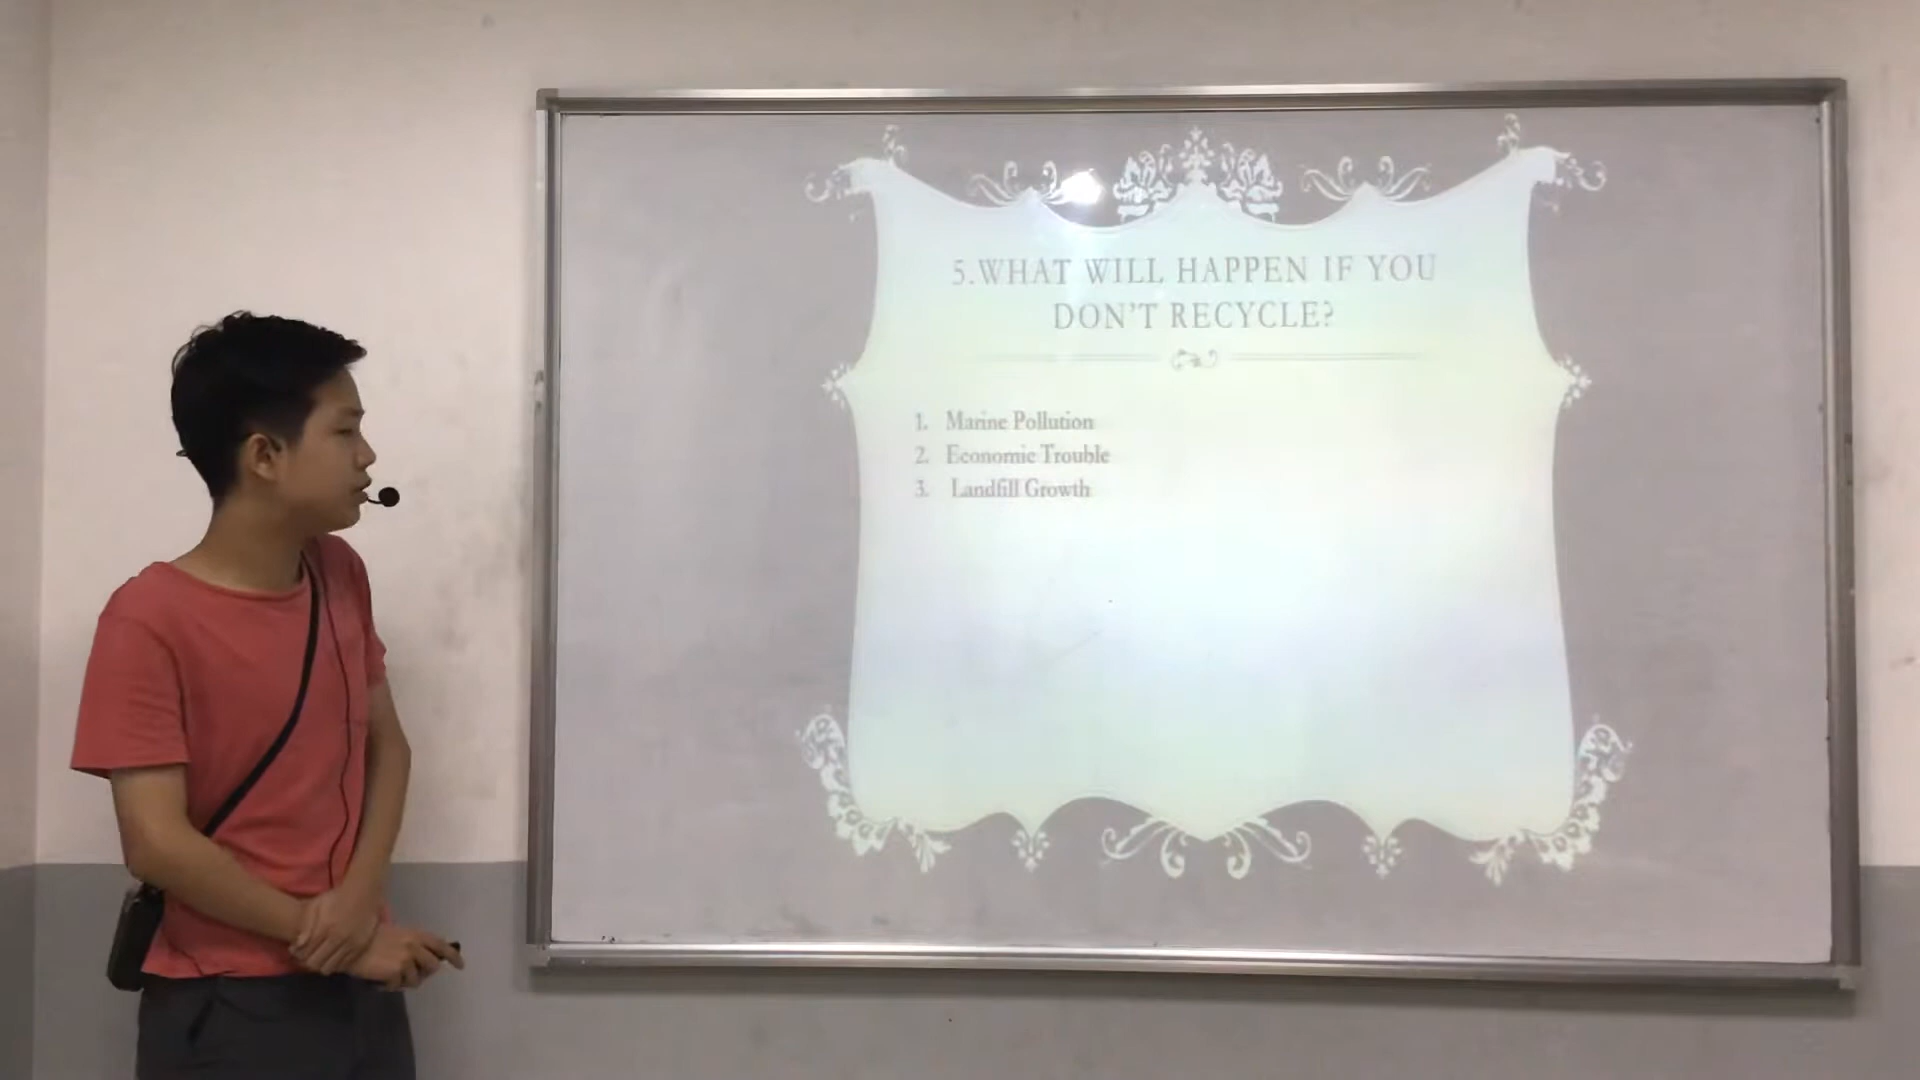 5.WHAT WILL HAPPEN IF YOU
DON'T RECYCLE?
1. Marine Pollution
2. Economic Trouble
3. Landfill Growth